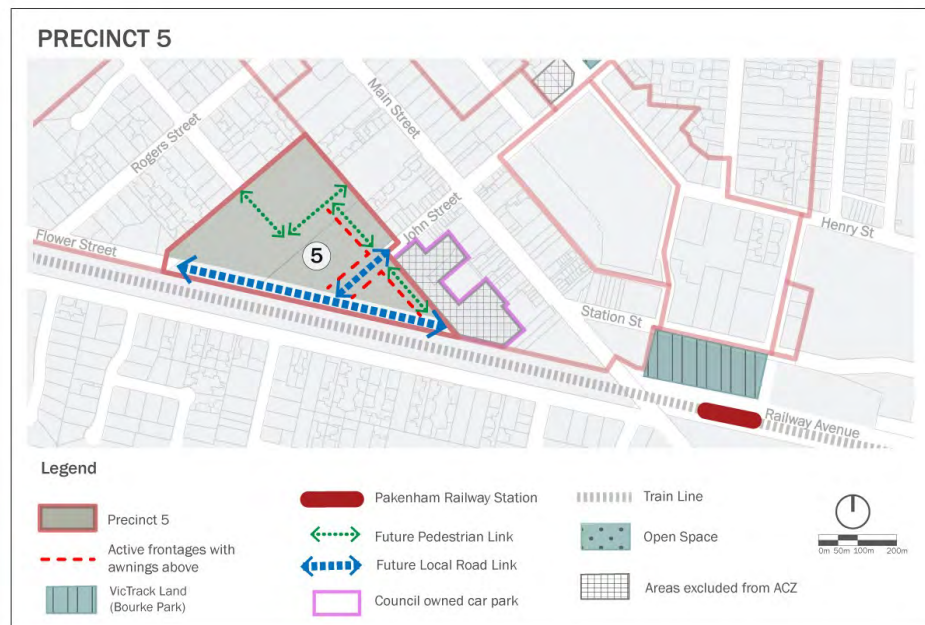 PRECINCT 5
Main Street
Rogers Street
John Street
Henry St
Flower Street
5
Station St
Railway Avenue
Legend
Precinct 5
Active frontages with
awnings above
VicTrack Land
(Bourke Park)
Pakenham Railway Station
Future Pedestrian Link
Future Local Road Link
Council owned car park
Train Line
Open Space
Areas excluded from ACZ
0m 50m 100m 200m